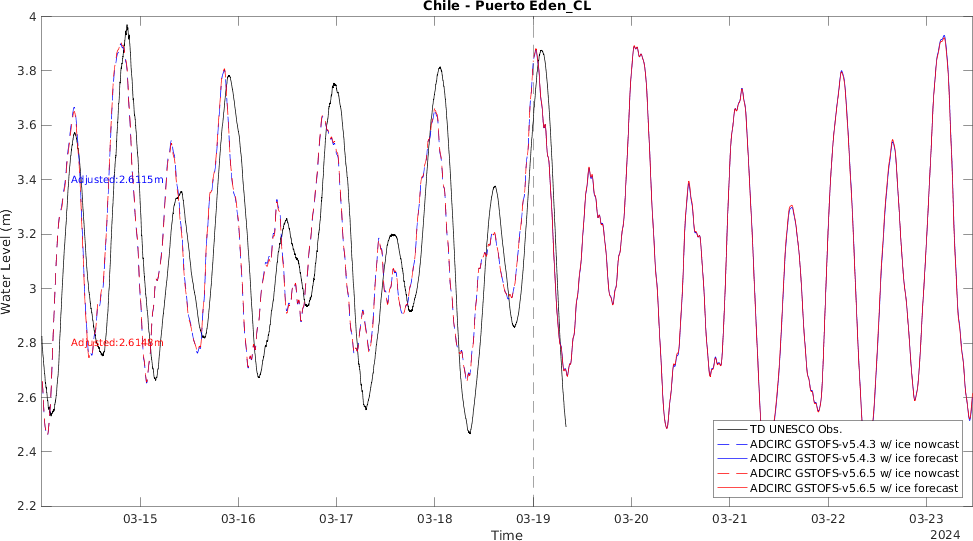 Chile - Puerto Eden_CL
Water Level (m)
4
3.8
3.6
3.4
3.2
3
2.8
2.6
2.4
2.2
Adjusted:2.6115m
Adjusted:2.6148m
TD UNESCO Obs.
ADCIRC GSTOFS-v5.4.3 w/ ice nowcast
ADCIRC GSTOFS-v5.4.3 w/ ice forecast
ADCIRC GSTOFS-v5.6.5 w/ ice nowcast
ADCIRC GSTOFS-v5.6.5 w/ ice forecast
03-15 03-16 03-17 03-18 03-19 03-20 03-21 03-22 03-23
Time
2024